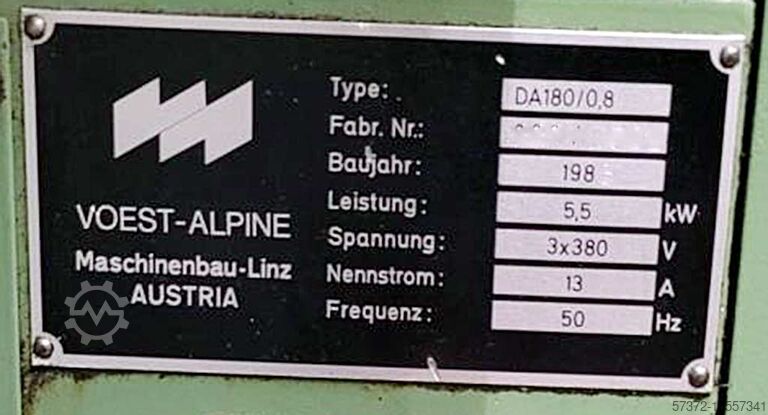 VOEST-ALPINE
Maschinenbau-Linz
AUSTRIA
Type: DA180/0,8
Fabr. Nr.:
Baujahr: 198
Leistung: 5,5 kW
Spannung: 3x380 V
Nennstrom: 13 A
Frequenz: 50 Hz